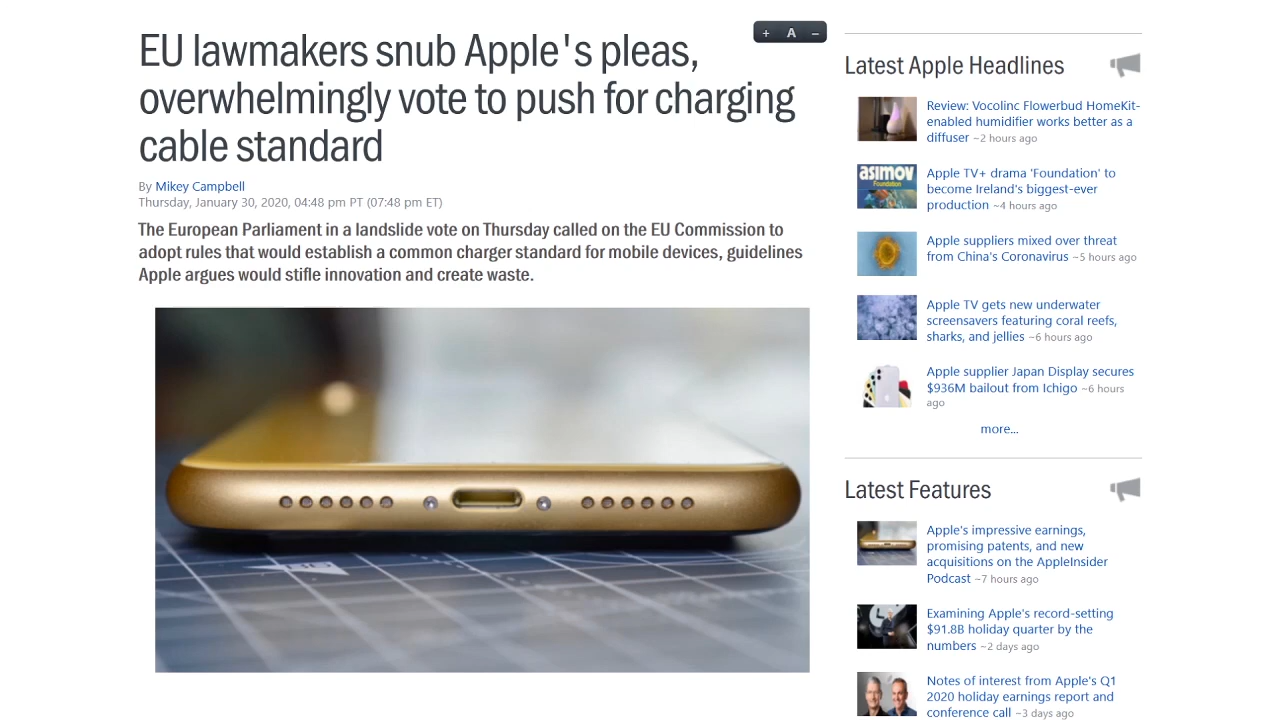 EU lawmakers snub Apple's pleas,
overwhelmingly vote to push for charging
cable standard
+ A –
By Mikey Campbell
Thursday, January 30, 2020, 04:48 pm PT (07:48 pm ET)
The European Parliament in a landslide vote on Thursday called on the EU Commission to
adopt rules that would establish a common charger standard for mobile devices, guidelines
Apple argues would stifle innovation and create waste.
Latest Apple Headlines
Review: Vocolinc Flowerbud HomeKit-
enabled humidifier works better as a
diffuser ~2 hours ago
asimov
Foundation
Apple TV+ drama 'Foundation' to
become Ireland's biggest-ever
production ~4 hours ago
Apple suppliers mixed over threat
from China's Coronavirus ~5 hours ago
Apple TV gets new underwater
screensavers featuring coral reefs,
sharks, and jellies ~6 hours ago
Apple supplier Japan Display secures
$936M bailout from Ichigo ~6 hours
ago
more...
Latest Features
Apple's impressive earnings,
promising patents, and new
acquisitions on the AppleInsider
Podcast ~7 hours ago
Examining Apple's record-setting
$91.8B holiday quarter by the
numbers ~2 days ago
Notes of interest from Apple's Q1
2020 holiday earnings report and
conference call ~3 days ago